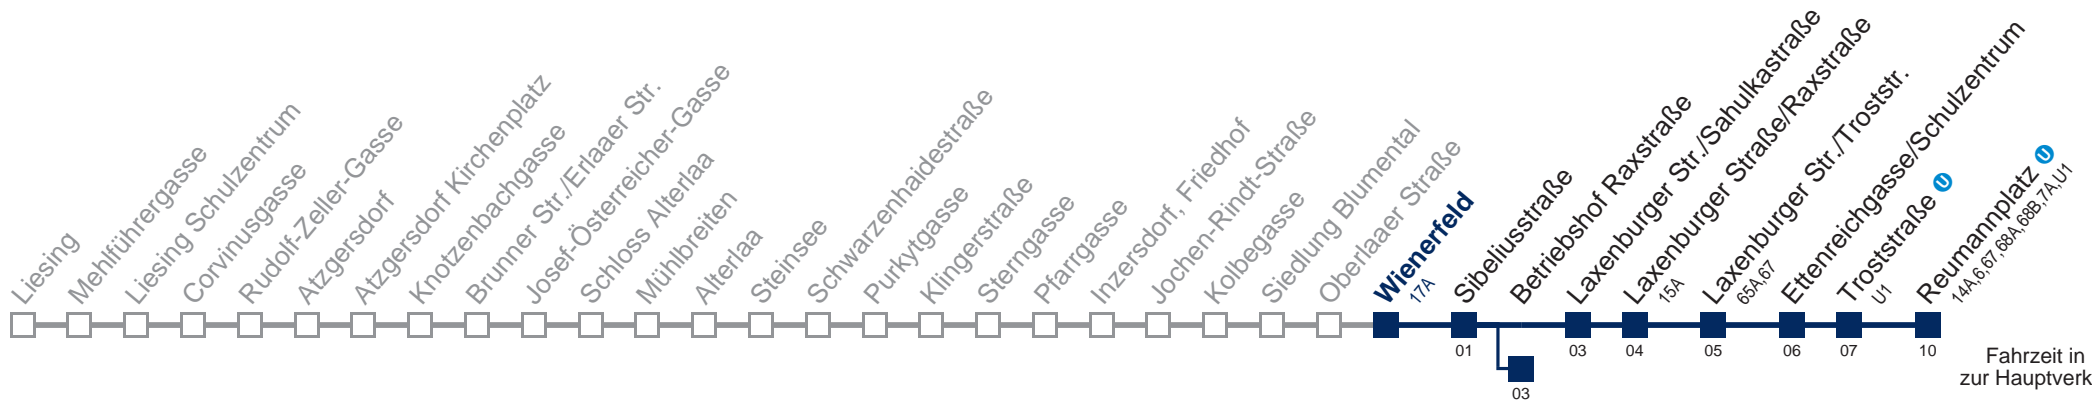 Liesing
Mehlführergasse
Liesing Schulzentrum
Corvinusgasse
Rudolf-Zeller-Gasse
Atzgersdorf
Atzgersdorf Kirchenplatz
Knotzenbachgasse
Brunner Str./Erlaaer Str.
Josef-Österreicher-Gasse
Schloss Alterlaa
Mühlbreiten
Alterlaa
Steinsee
Schwarzenhaidestraße
Purkytgasse
Klingerstraße
Sterngasse
Pfarrgasse
Inzersdorf, Friedhof
Jochen-Rindt-Straße
Kolbegasse
Siedlung Blumental
Oberlaaer Straße
Wienerfeld
17A
Sibeliusstraße
Betriebshof Raxstraße
Laxenburger Str./Sahulkastraße
Laxenburger Straße/Raxstraße
15A
Laxenburger Str./Troststr.
65A,67
Ettenreichgasse/Schulzentrum
Troststraße U
U1
Reumannplatz U
14A,6,67,68A,68B,7A,U1
01
03
03
04
05
06
07
10
Fahrzeit in
zur Hauptverk